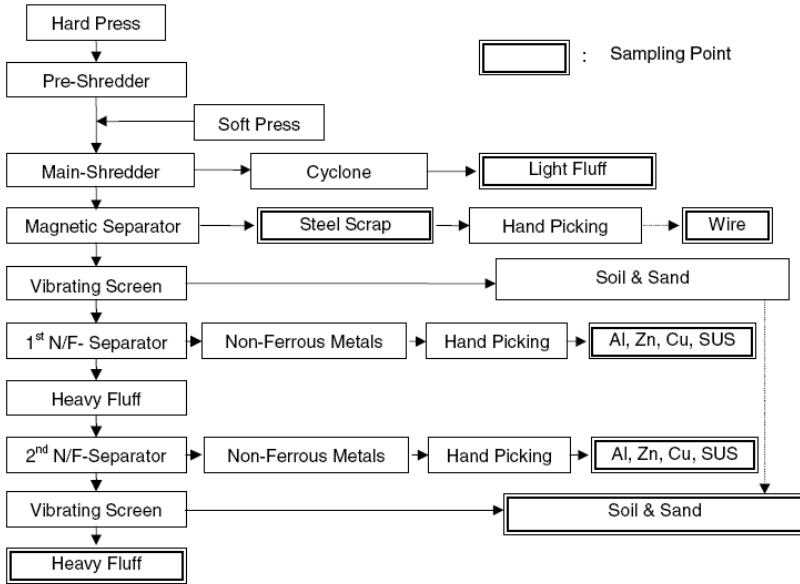 Hard Press
: Sampling Point
Pre-Shredder
Soft Press
Main-Shredder
Cyclone
Light Fluff
Magnetic Separator
Steel Scrap
Hand Picking
Wire
Vibrating Screen
Soil & Sand
1st N/F- Separator
Non-Ferrous Metals
Hand Picking
Al, Zn, Cu, SUS
Heavy Fluff
2nd N/F-Separator
Non-Ferrous Metals
Hand Picking
Al, Zn, Cu, SUS
Vibrating Screen
Soil & Sand
Heavy Fluff